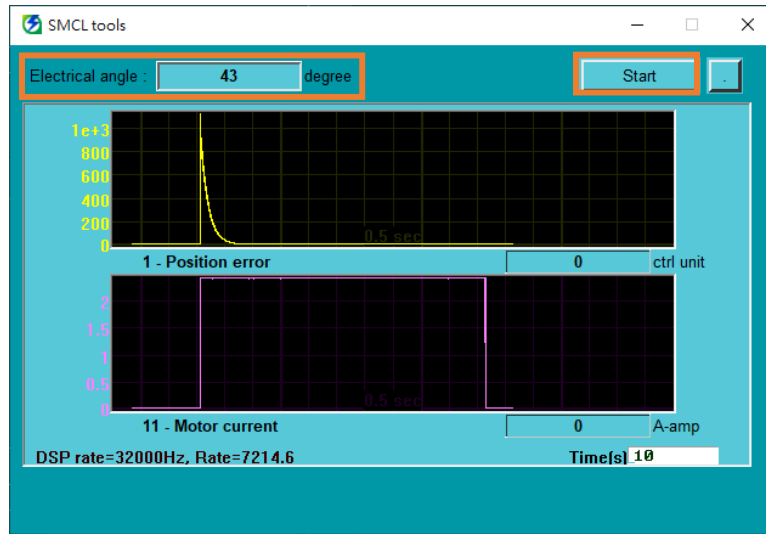 SMCL tools
Electrical angle : 43 degree Start .
1e+3
800
600
400
200
0
0.5 sec
1 - Position error 0 ctrl unit
2
1.5
1
0.5
0
0.5 sec
11 - Motor current 0 A-amp
DSP rate=32000Hz, Rate=7214.6 Time(s) 10